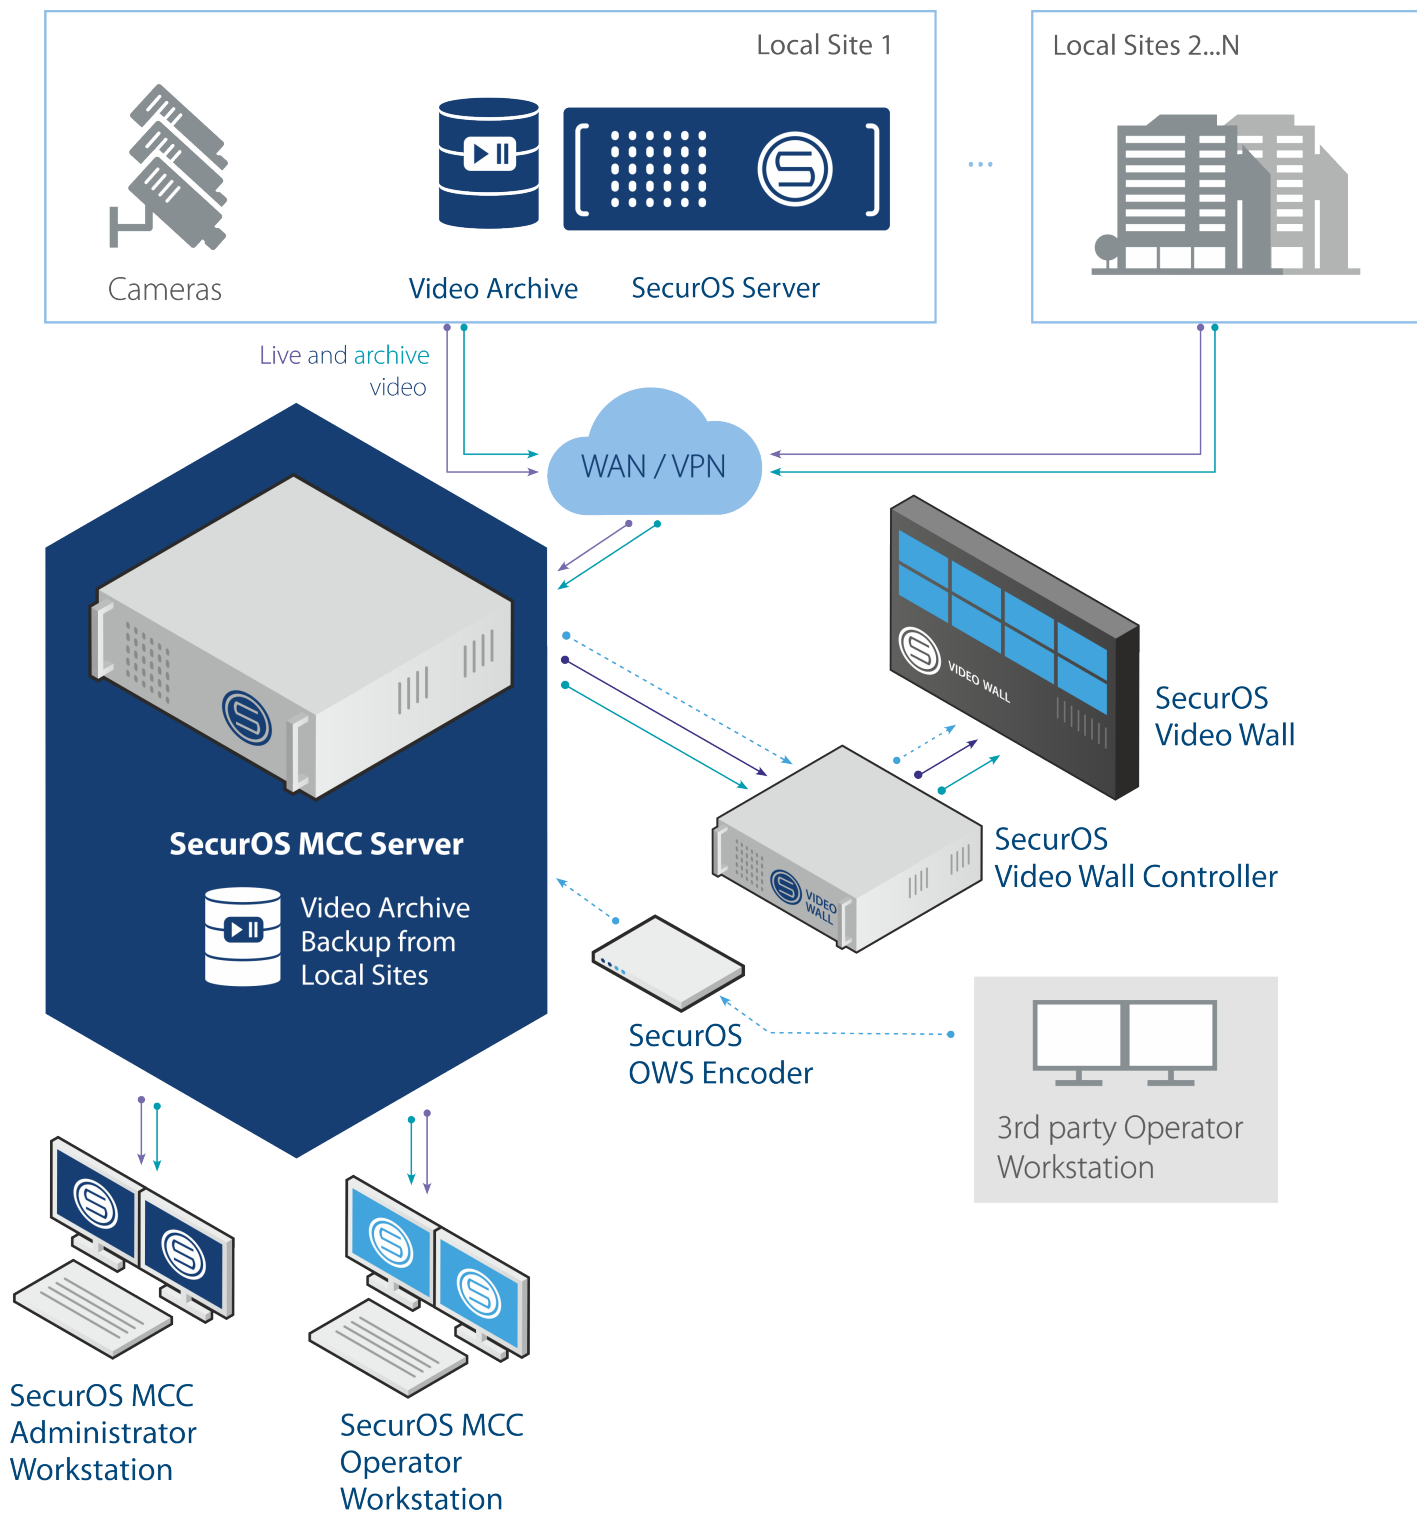 Local Site 1
Local Sites 2...N
...
Cameras
Video Archive
SecurOS Server
Live and archive
video
WAN / VPN
VIDEO WALL
SecurOS
Video Wall
SecurOS MCC Server
Video Archive
Backup from
Local Sites
VIDEO
WALL
SecurOS
Video Wall Controller
SecurOS
OWS Encoder
3rd party Operator
Workstation
SecurOS MCC
Administrator
Workstation
SecurOS MCC
Operator
Workstation